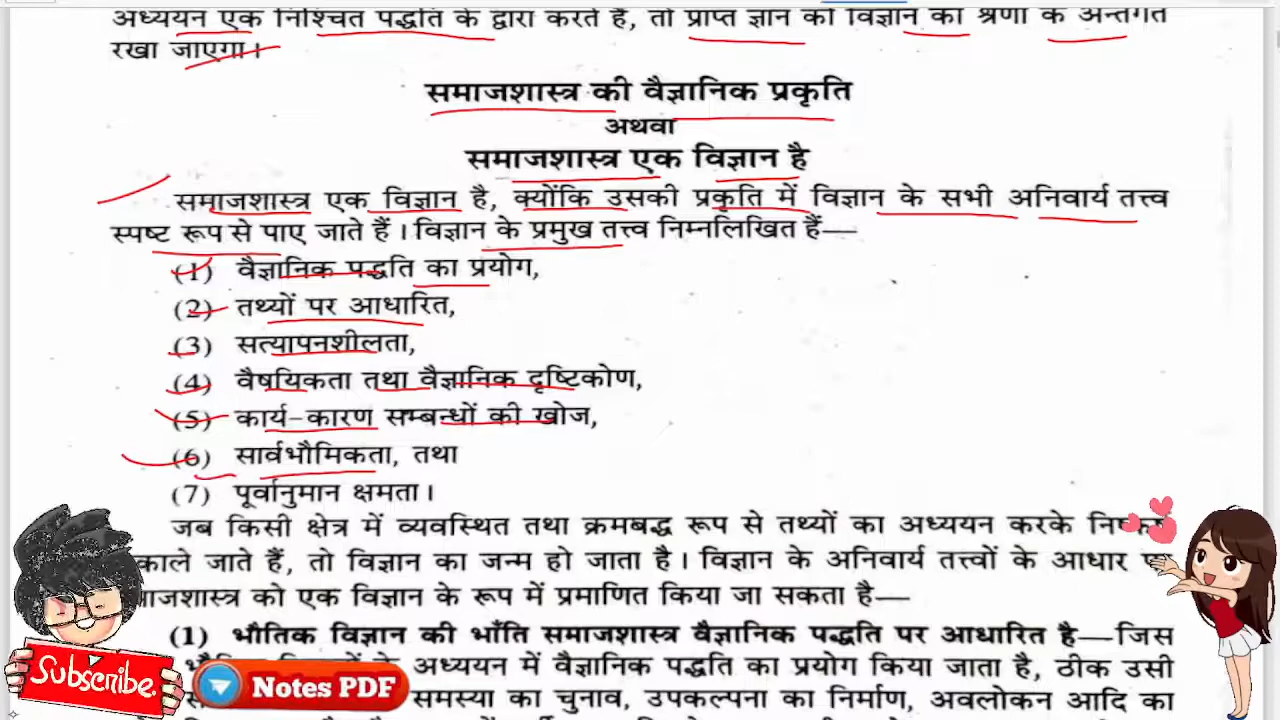 अध्ययन एक निश्चित पद्धति के द्वारा करते हैं, तो प्राप्त ज्ञान को विज्ञान की श्रेणी के अन्तर्गत
रखा जाएगा।
समाजशास्त्र की वैज्ञानिक प्रकृति
अथवा
समाजशास्त्र एक विज्ञान है
समाजशास्त्र एक विज्ञान है, क्योंकि उसकी प्रकृति में विज्ञान के सभी अनिवार्य तत्त्व
स्पष्ट रूप से पाए जाते हैं। विज्ञान के प्रमुख तत्त्व निम्नलिखित हैं—
(1) वैज्ञानिक पद्धति का प्रयोग,
(2) तथ्यों पर आधारित,
(3) सत्यापनशीलता,
(4) वैषयिकता तथा वैज्ञानिक दृष्टिकोण,
(5) कार्य-कारण सम्बन्धों की खोज,
(6) सार्वभौमिकता, तथा
(7) पूर्वानुमान क्षमता।
जब किसी क्षेत्र में व्यवस्थित तथा क्रमबद्ध रूप से तथ्यों का अध्ययन करके
जाते हैं, तो विज्ञान का जन्म हो जाता है। विज्ञान के अनिवार्य तत्त्वों के आधार
को एक विज्ञान के रूप में प्रमाणित किया जा सकता है—
(1) भौतिक विज्ञान की भाँति समाजशास्त्र वैज्ञानिक पद्धति पर आधारित है—जिस
अध्ययन में वैज्ञानिक पद्धति का प्रयोग किया जाता है, ठीक उसी
समस्या का चुनाव, उपकल्पना का निर्माण, अवलोकन आदि का
Subscribe.
Notes PDF